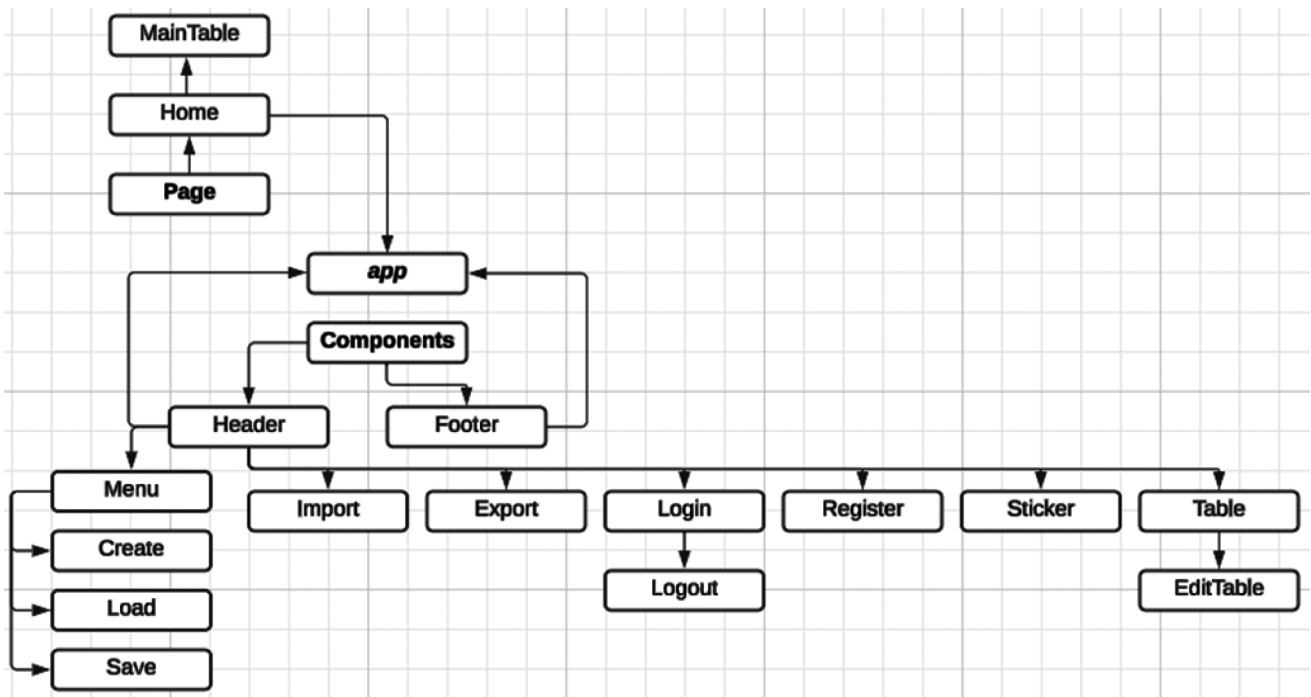 MainTable
Home
Page
app
Components
Header
Footer
Menu
Import
Export
Login
Register
Sticker
Table
Create
Logout
EditTable
Load
Save